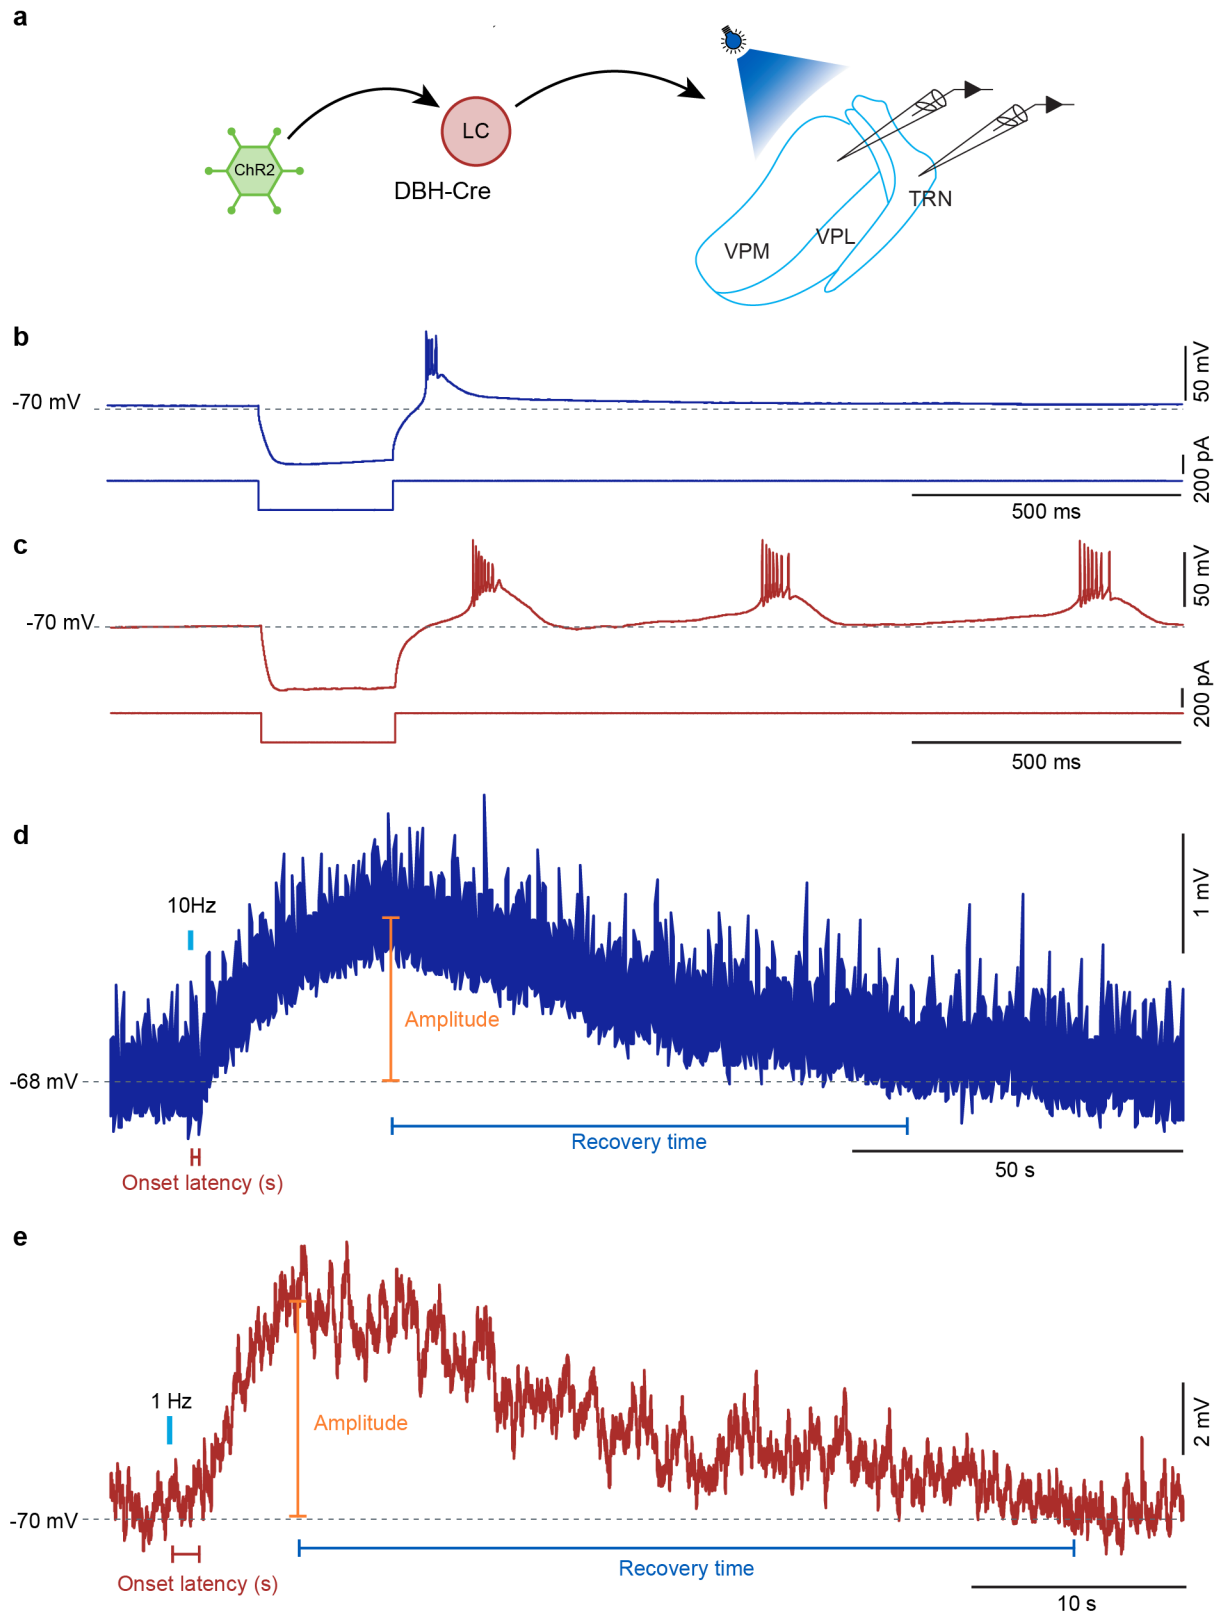 a
ChR2
LC
DBH-Cre
VPM
VPL
TRN
b
-70 mV
50 mV
200 pA
500 ms
c
-70 mV
50 mV
200 pA
500 ms
d
10Hz
1 mV
Amplitude
-68 mV
Recovery time
50 s
Onset latency (s)
e
1 Hz
Amplitude
2 mV
-70 mV
Recovery time
Onset latency (s)
10 s